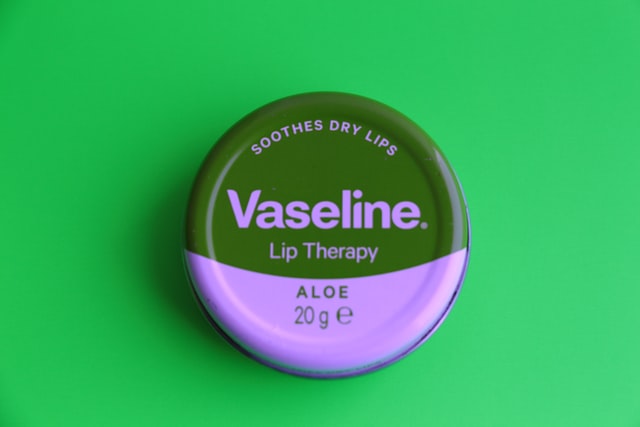 SOOTHES DRY LIPS
Vaseline.
Lip Therapy
ALOE
20 g ℮